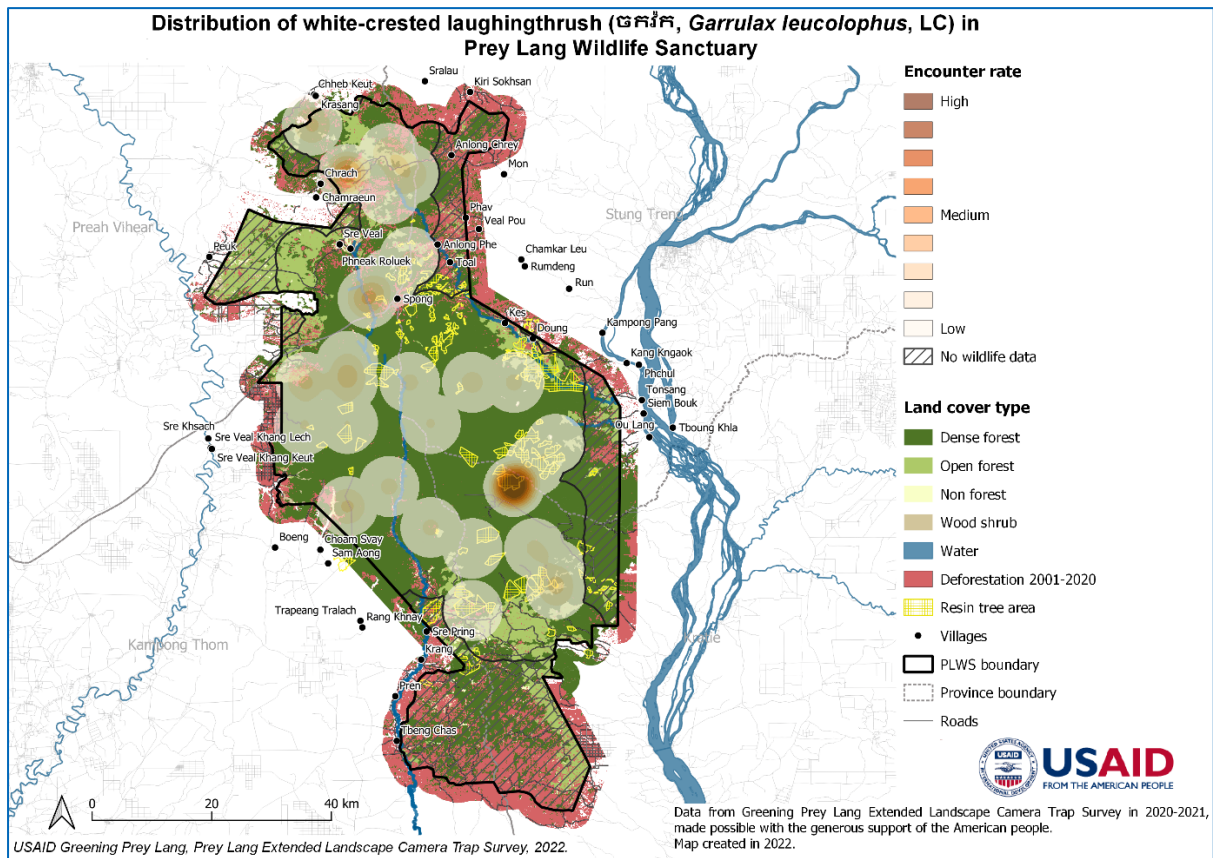 Distribution of white-crested laughingthrush (ចកវ៉ក, Garrulax leucolophus, LC) in
Prey Lang Wildlife Sanctuary
Sralau
Chheb Keut
Kiri Sokhsan
Krasang
Anlong Chrey
Mon
Chrach
Chamraeun
Phav
Stung Treng
Veal Pou
Preah Vihear
Sre Veal
Anlong Phe
Peuk
Chamkar Leu
Phneak Roluek
Toal
Rumdeng
Run
Spong
Kes
Doung
Kampong Pang
Kang Kngaok
Phchul
Tonsang
Siem Bouk
Sre Khsach
Ou Lang
Tboung Khla
Sre Veal Khang Lech
Sre Veal Khang Keut
Boeng
Choam Svay
Sam Aong
Trapeang Tralach
Rang Khnay
Sre Pring
Kampong Thom
Kratie
Krang
Pren
Tbeng Chas
Encounter rate
High
Medium
Low
No wildlife data
Land cover type
Dense forest
Open forest
Non forest
Wood shrub
Water
Deforestation 2001-2020
Resin tree area
Villages
PLWS boundary
Province boundary
Roads
USAID
FROM THE AMERICAN PEOPLE
0 20 40 km
Data from Greening Prey Lang Extended Landscape Camera Trap Survey in 2020-2021,
made possible with the generous support of the American people.
Map created in 2022.
USAID Greening Prey Lang, Prey Lang Extended Landscape Camera Trap Survey, 2022.